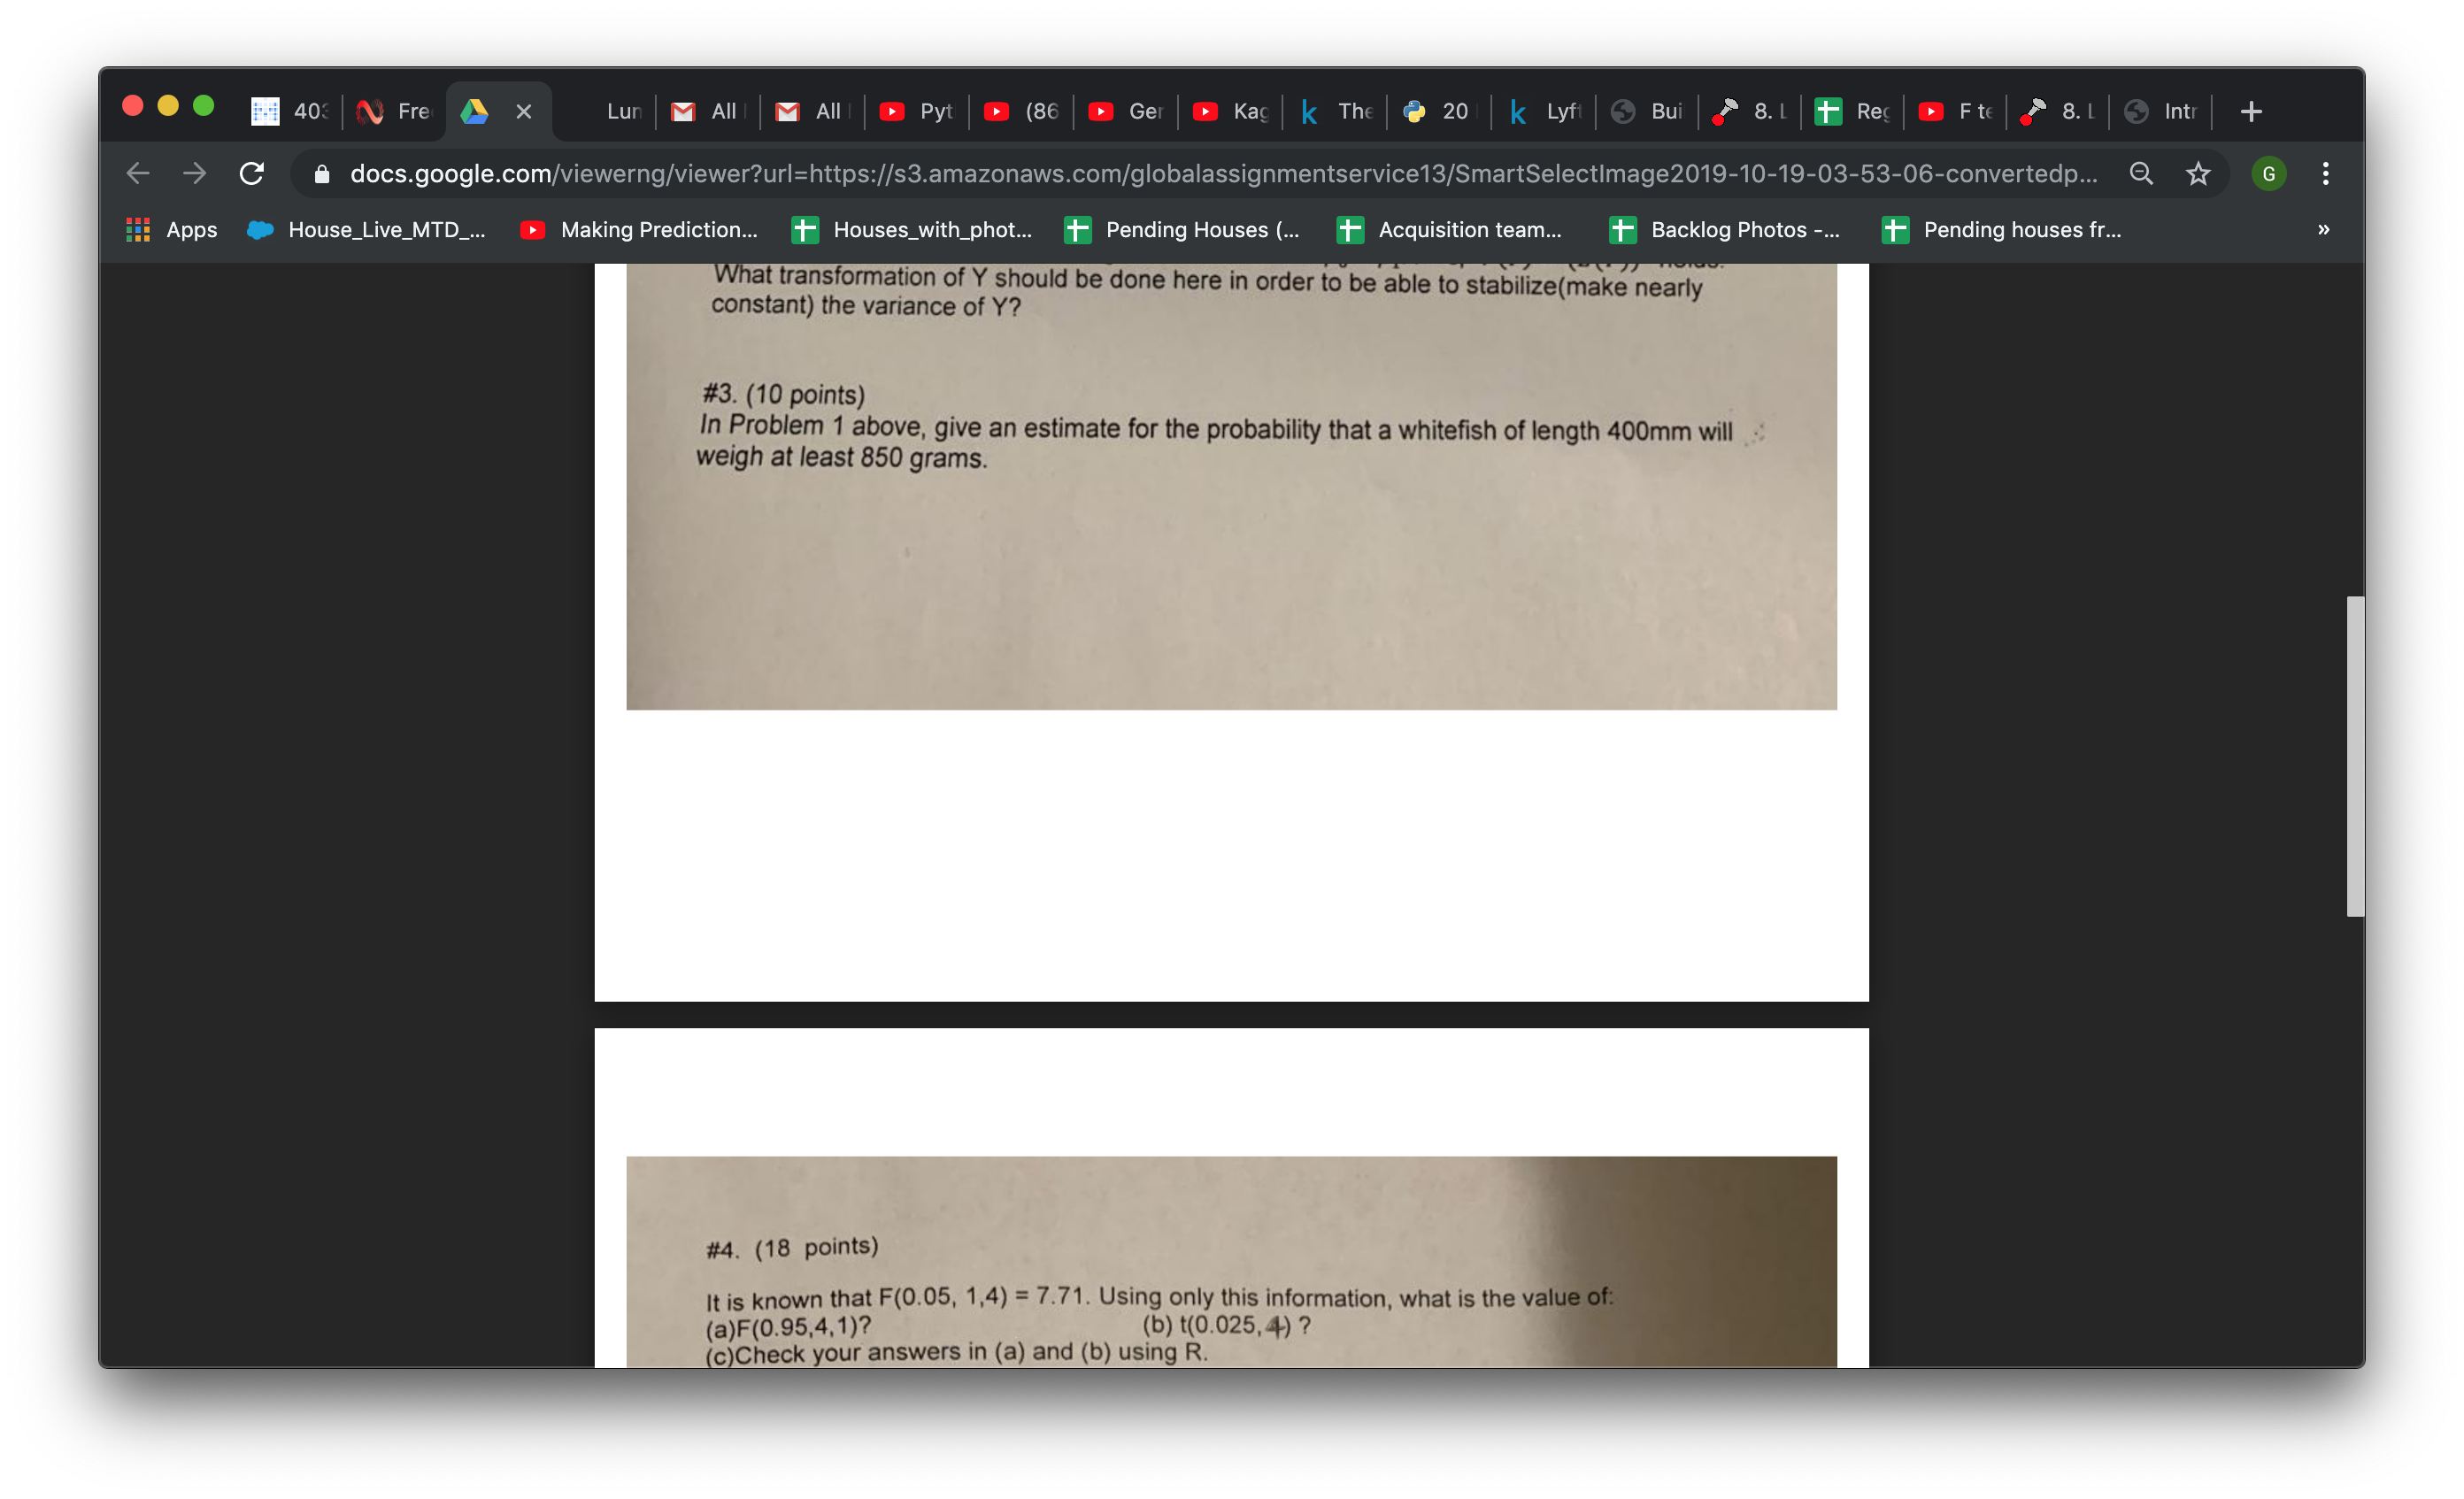 403
Fre
Lun
All
All
Pyt
(86
Ger
Kag
The
20
Lyf
Bui
8. L
Reg
F te
8. L
Intr
docs.google.com/viewerng/viewer?url=https://s3.amazonaws.com/globalassignmentservice13/SmartSelectImage2019-10-19-03-53-06-convertedp...
G
Apps
House_Live_MTD_...
Making Prediction...
Houses_with_phot...
Pending Houses (...
Acquisition team...
Backlog Photos -...
Pending houses fr...
»
What transformation of Y should be done here in order to be able to stabilize(make nearly
constant) the variance of Y?
#3. (10 points)
In Problem 1 above, give an estimate for the probability that a whitefish of length 400mm will
weigh at least 850 grams.
#4. (18 points)
It is known that F(0.05, 1,4) = 7.71. Using only this information, what is the value of:
(a)F(0.95,4,1)? (b) t(0.025,4) ?
(c)Check your answers in (a) and (b) using R.